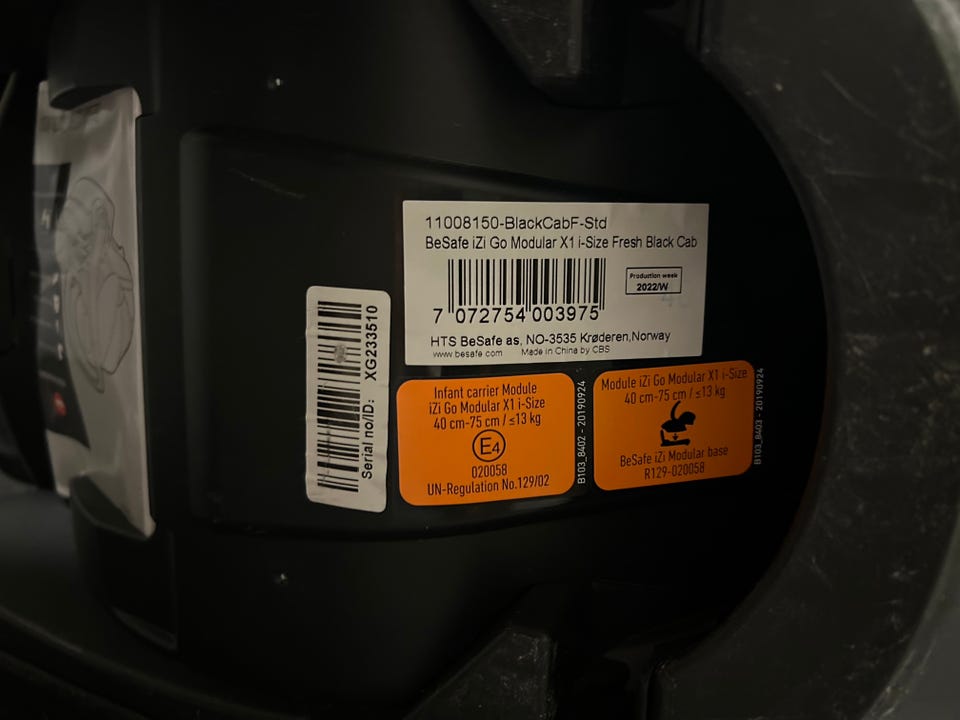 11008150-BlackCabF-Std
BeSafe iZi Go Modular X1 i-Size Fresh Black Cab
Production week
2022/W
7 072754 003975
HTS BeSafe as, NO-3535 Krøderen,Norway
www.besafe.com Made in China by CBS
Serial no/ID: XG233510
Infant carrier Module
iZi Go Modular X1 i-Size
40 cm-75 cm / ≤13 kg
E4
020058
UN-Regulation No.129/02
B103_8402 - 20190924
Module iZi Go Modular X1 i-Size
40 cm-75 cm / ≤13 kg
BeSafe iZi Modular base
R129-020058
B103_8403 - 20190924